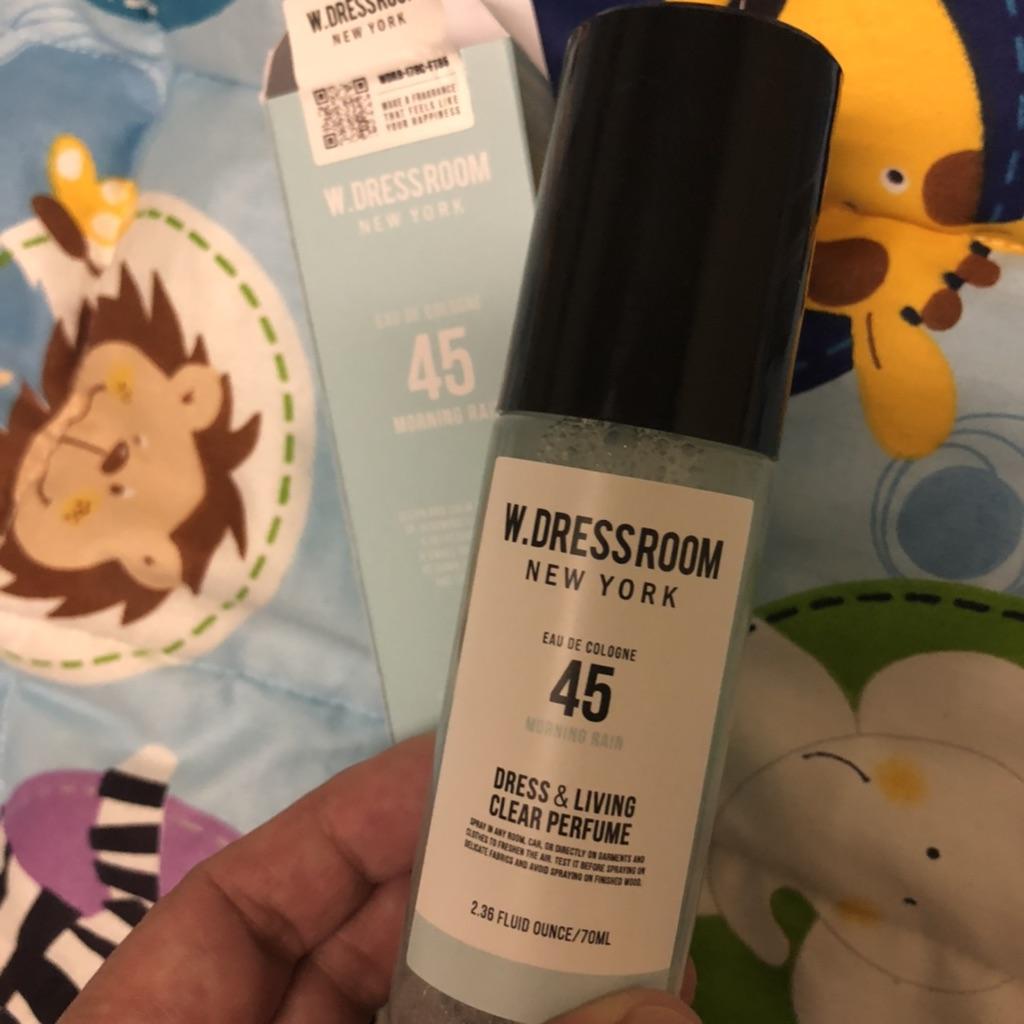 W.DRESSROOM
NEW YORK
MAKE A FRAGRANCE
THAT FEELS LIKE
YOUR HAPPINESS
W.DRESSROOM
NEW YORK
EAU DE COLOGNE
45
MORNING RAI
W.DRESSROOM
NEW YORK
EAU DE COLOGNE
45
MORNING RAIN
DRESS & LIVING
CLEAR PERFUME
SPRAY IN ANY ROOM, CAR, OR DIRECTLY ON GARMENTS AND
CLOTHES TO FRESHEN THE AIR. TEST IT BEFORE SPRAYING ON
DELICATE FABRICS AND AVOID SPRAYING ON FINISHED WOOD.
2.36 FLUID OUNCE/70ML